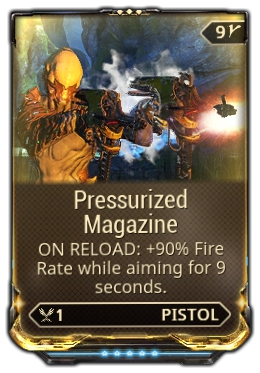 9
Pressurized
Magazine
ON RELOAD: +90% Fire
Rate while aiming for 9
seconds.
1 PISTOL